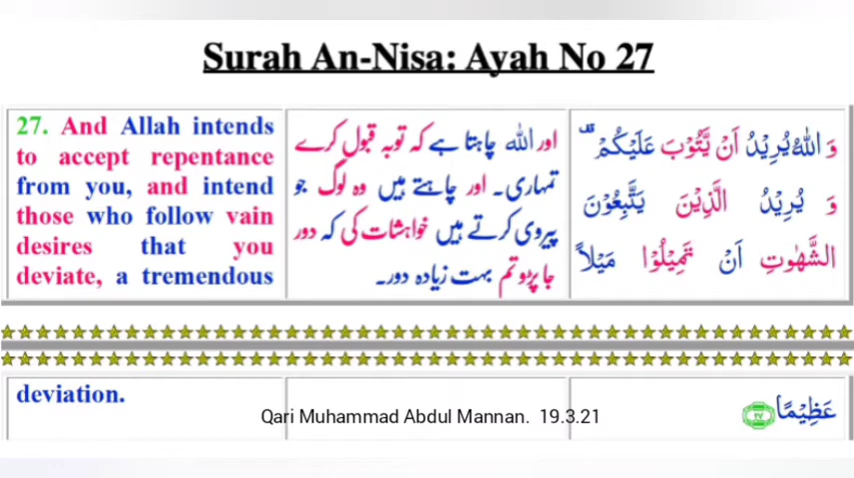 Surah An-Nisa: Ayah No 27
27. And Allah intends
to accept repentance
from you, and intend
those who follow vain
desires that you
deviate, a tremendous
اور اللہ چاہتا ہے کہ توبہ قبول کرے
تمہاری۔ اور چاہتے ہیں وہ لوگ جو
پیروی کرتے ہیں خواہشات کی کہ دور
جا پڑو تم بہت زیادہ دور۔
وَ اللّٰهُ يُرِيْدُ اَنْ يَّتُوْبَ عَلَيْكُمْ ۟
وَ يُرِيْدُ الَّذِيْنَ يَتَّبِعُوْنَ
الشَّهٰوٰتِ اَنْ تَمِيْلُوْا مَيْلًا
deviation.
عَظِيْمًا ۲۷
Qari Muhammad Abdul Mannan. 19.3.21